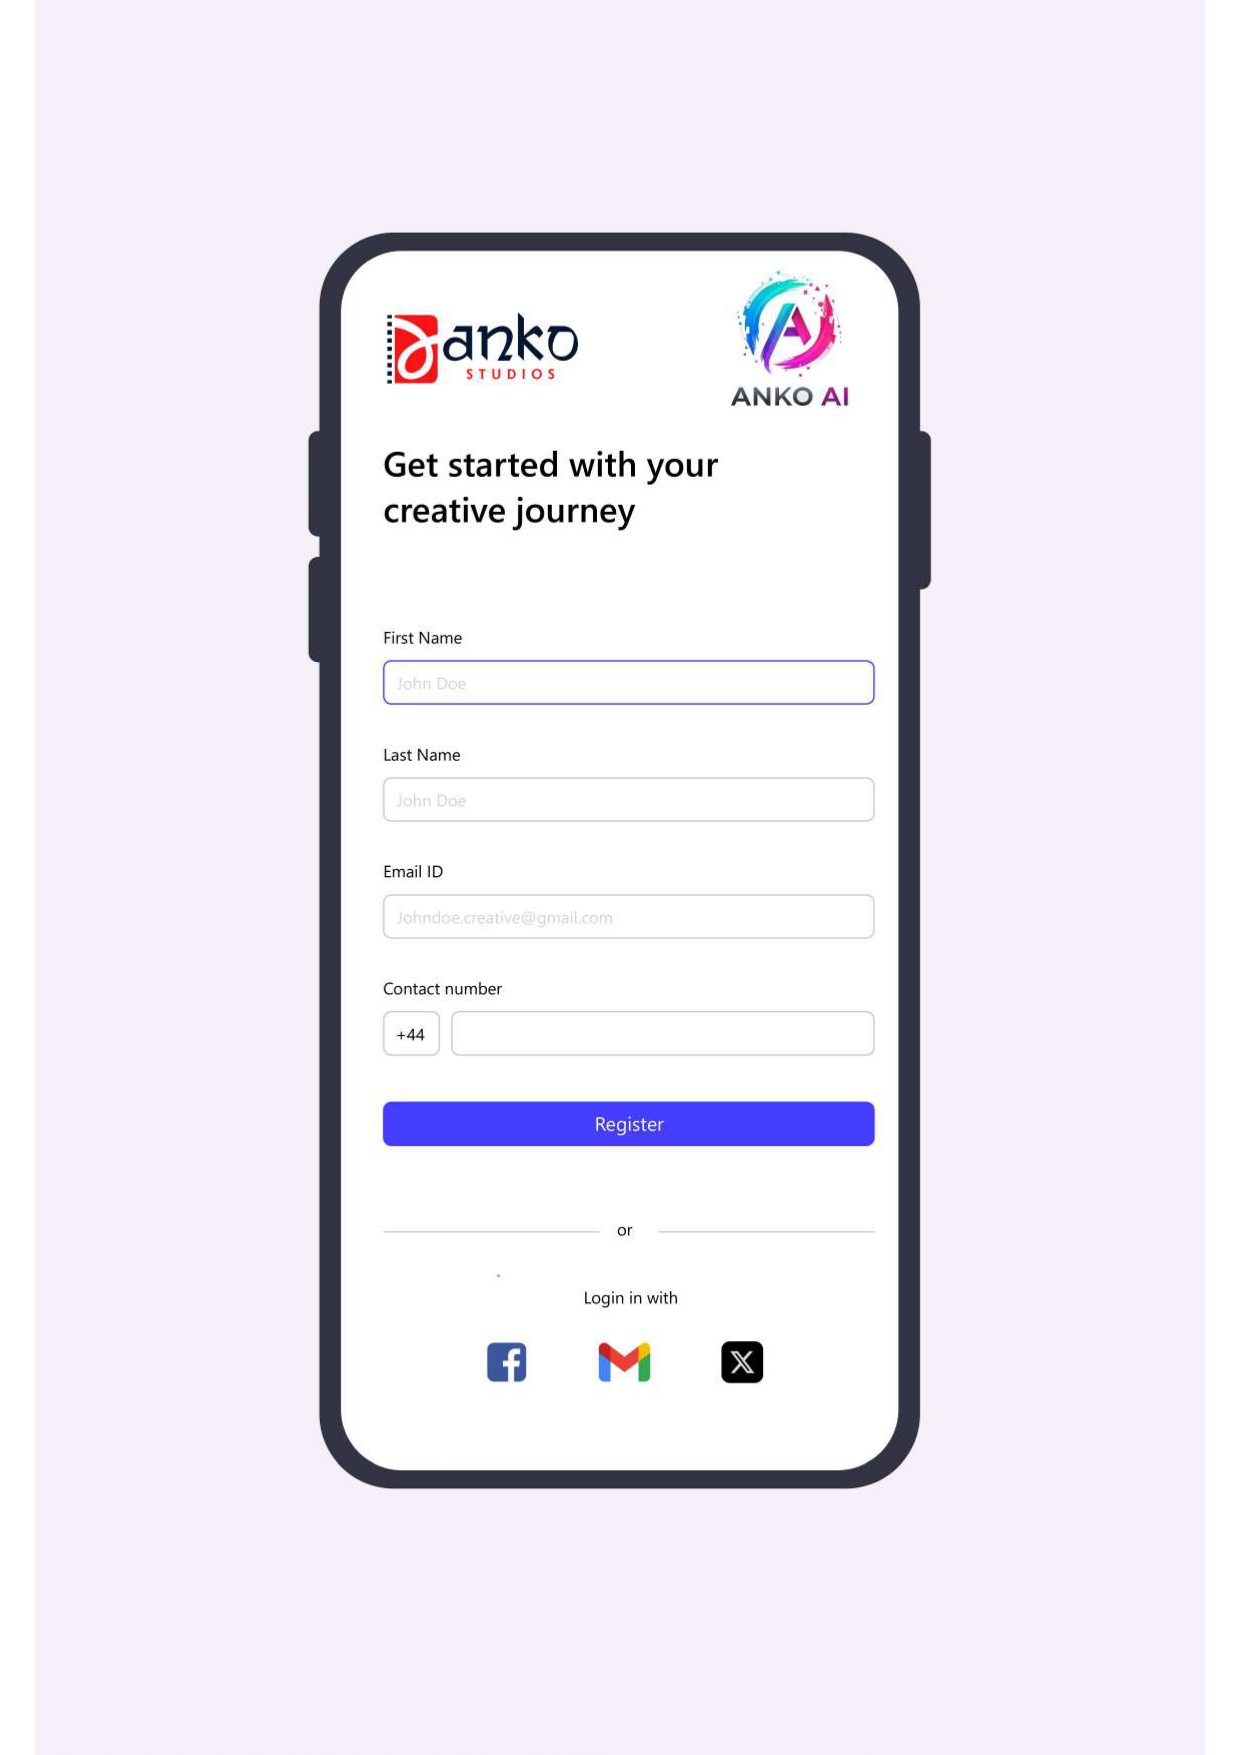 anko
STUDIOS
ANKO AI
Get started with your
creative journey
First Name
John Doe
Last Name
John Doe
Email ID
Johndoe.creative@gmail.com
Contact number
+44
Register
or
Login in with